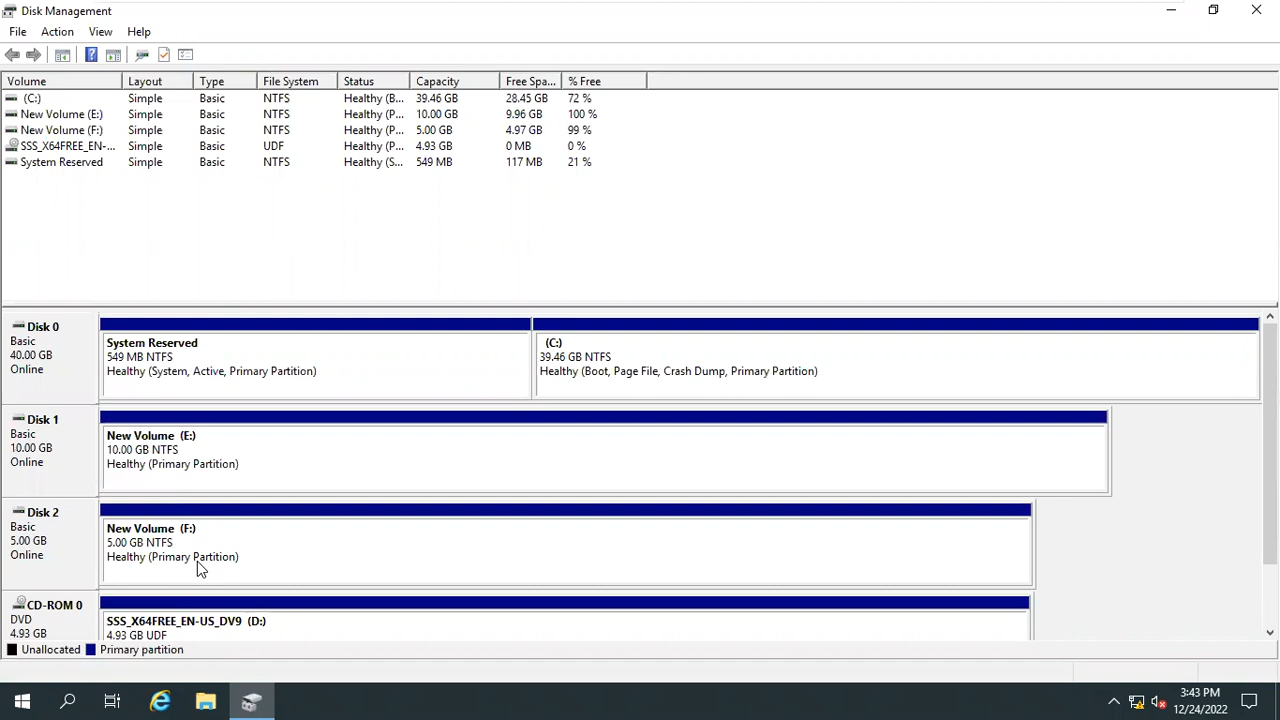 Disk Management
File Action View Help
Volume Layout Type File System Status Capacity Free Spa... % Free
(C:) Simple Basic NTFS Healthy (B... 39.46 GB 28.45 GB 72 %
New Volume (E:) Simple Basic NTFS Healthy (P... 10.00 GB 9.96 GB 100 %
New Volume (F:) Simple Basic NTFS Healthy (P... 5.00 GB 4.97 GB 99 %
SSS_X64FREE_EN-... Simple Basic UDF Healthy (P... 4.93 GB 0 MB 0 %
System Reserved Simple Basic NTFS Healthy (S... 549 MB 117 MB 21 %
Disk 0
Basic
40.00 GB
Online
System Reserved
549 MB NTFS
Healthy (System, Active, Primary Partition)
(C:)
39.46 GB NTFS
Healthy (Boot, Page File, Crash Dump, Primary Partition)
Disk 1
Basic
10.00 GB
Online
New Volume (E:)
10.00 GB NTFS
Healthy (Primary Partition)
Disk 2
Basic
5.00 GB
Online
New Volume (F:)
5.00 GB NTFS
Healthy (Primary Partition)
CD-ROM 0
DVD
4.93 GB
SSS_X64FREE_EN-US_DV9 (D:)
4.93 GB UDF
Unallocated Primary partition
3:43 PM
12/24/2022